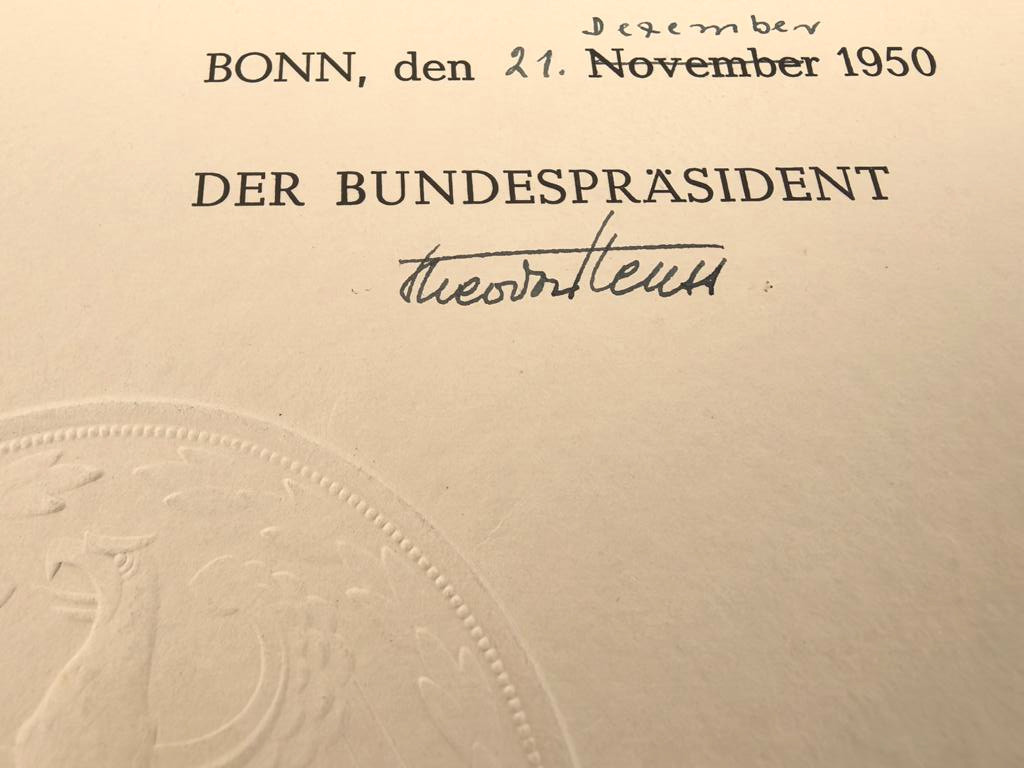 Dezember
BONN, den 21. November 1950
DER BUNDESPRÄSIDENT
Theodor Heuss